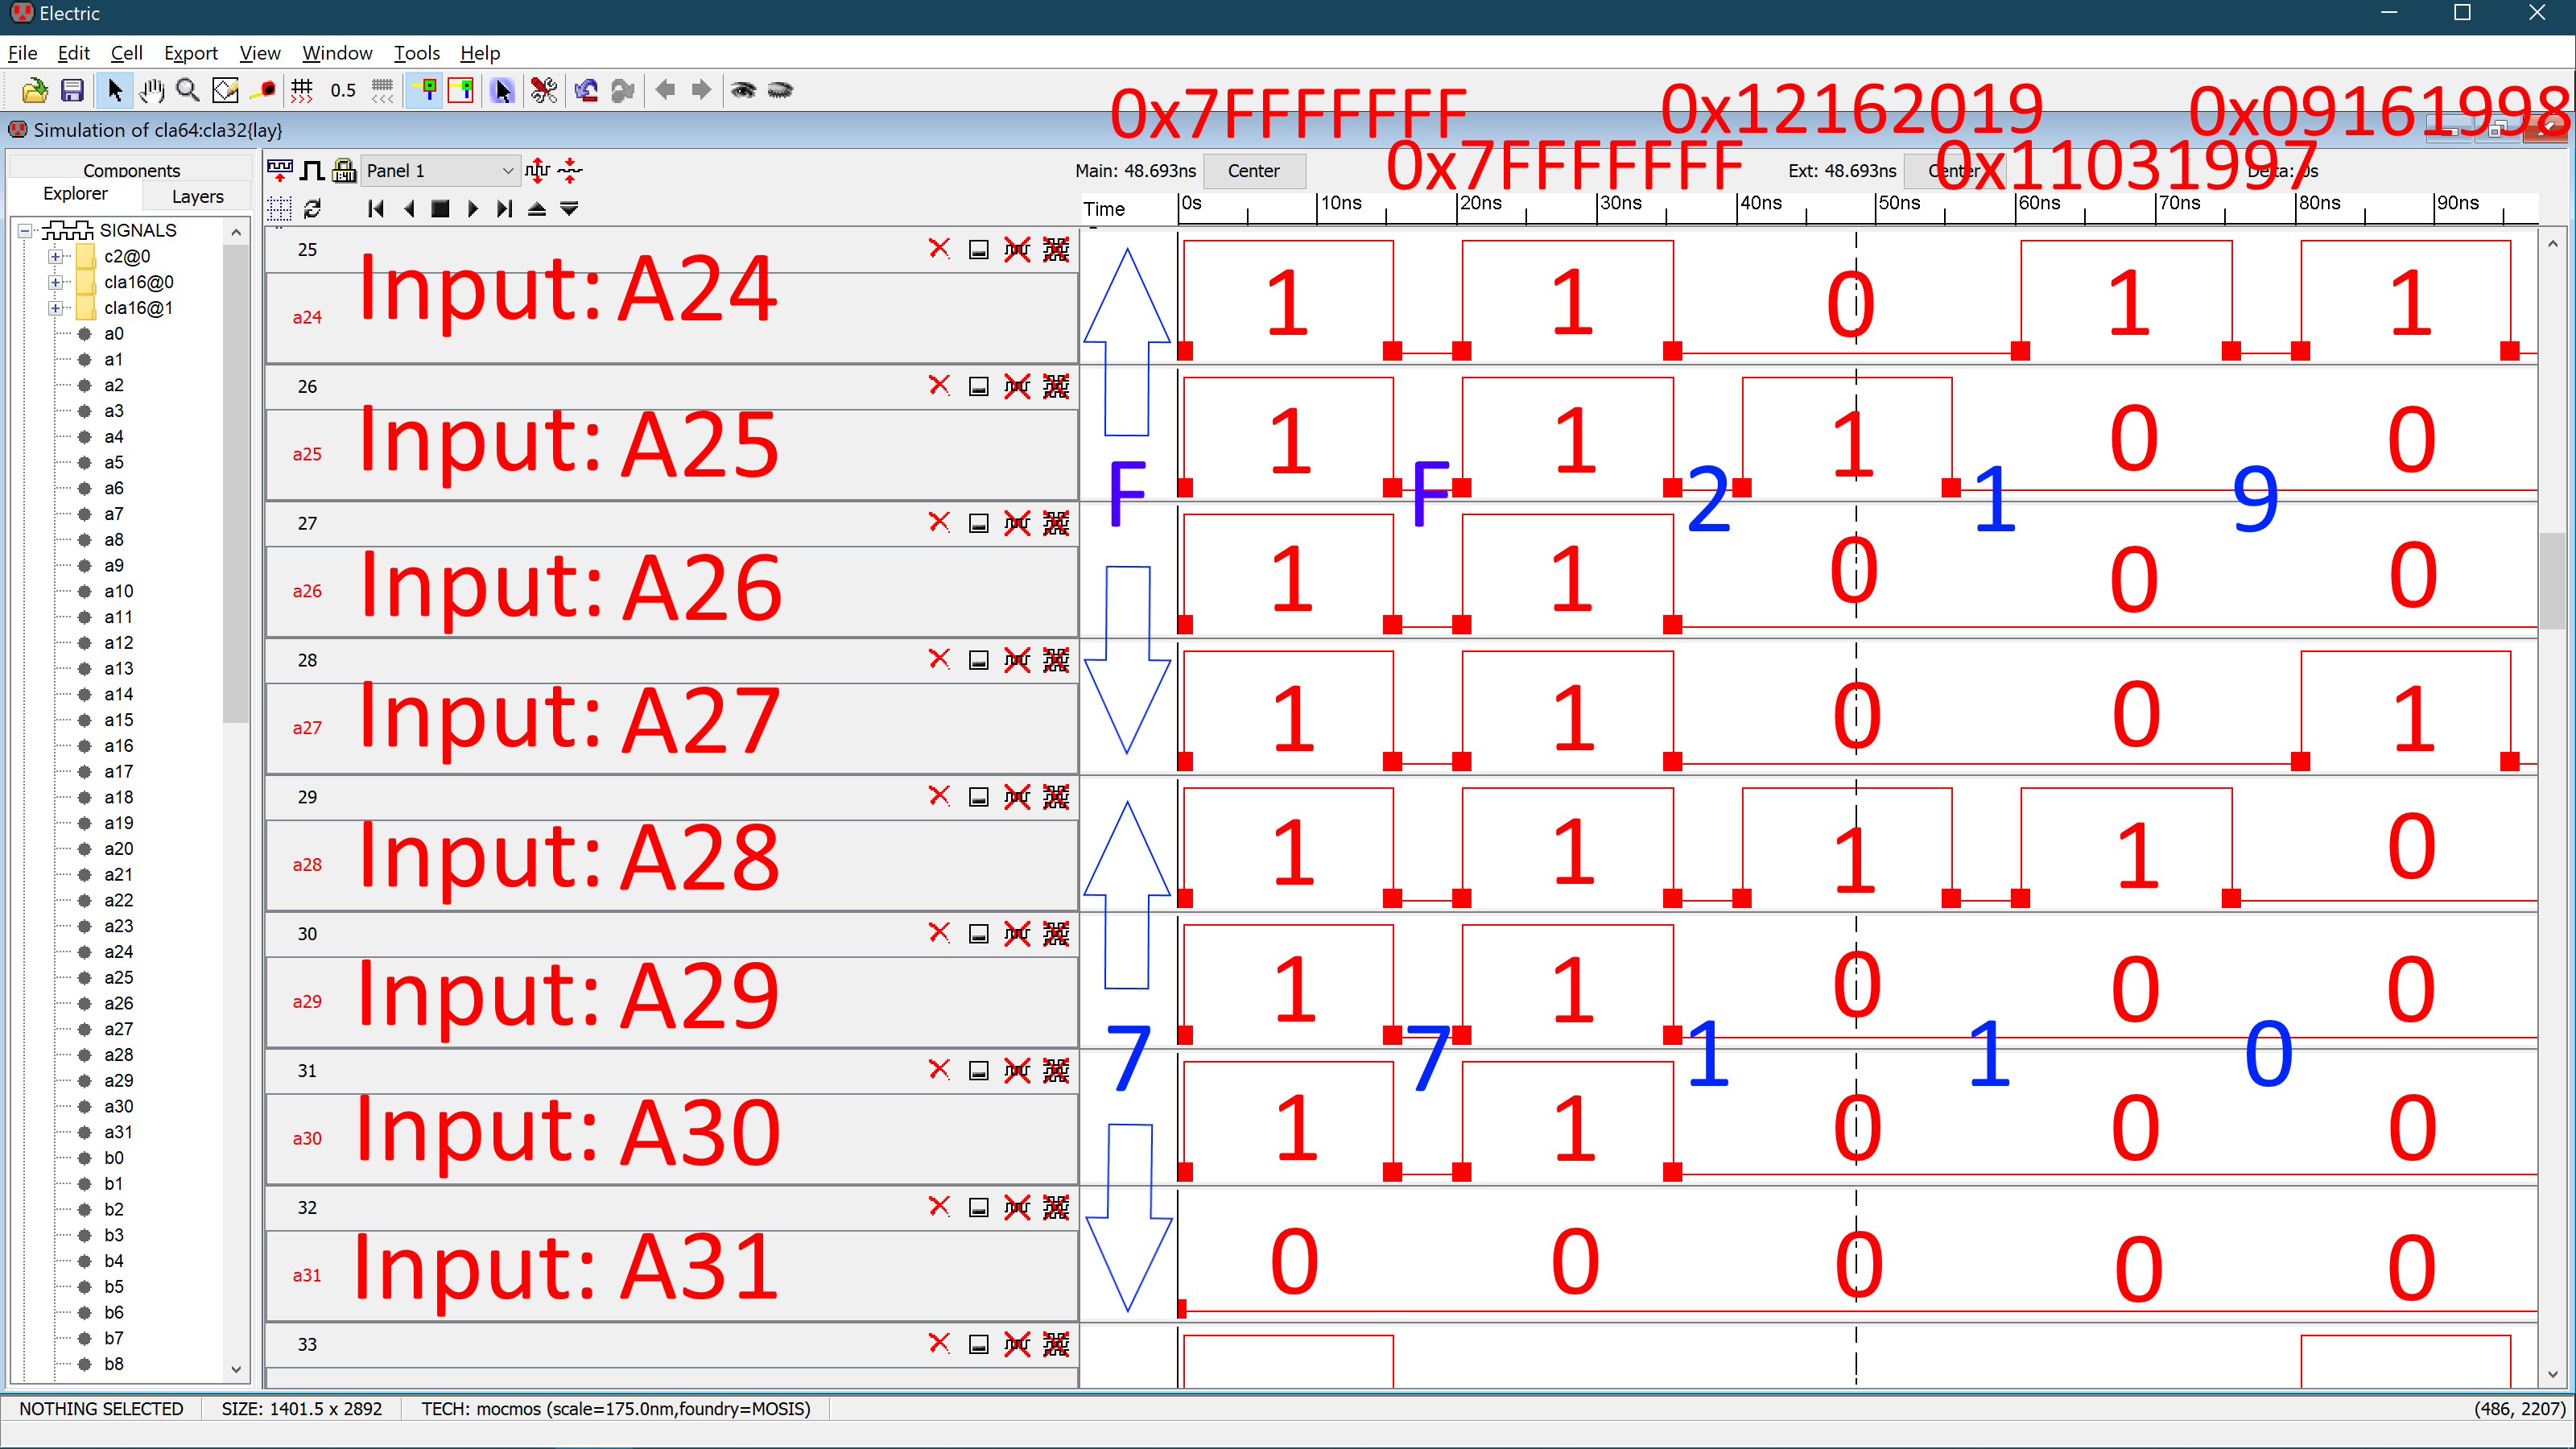 Electric
File Edit Cell Export View Window Tools Help
0.5
0x7FFFFFFF 0x12162019 0x09161998
0x7FFFFFFF 0x11031997
Simulation of cla64:cla32{lay}
Components
Explorer Layers
Panel 1
Main: 48.693ns Center Ext: 48.693ns Center Delta: 0s
Time 0s 10ns 20ns 30ns 40ns 50ns 60ns 70ns 80ns 90ns
SIGNALS
c2@0
cla16@0
cla16@1
a0
a1
a2
a3
a4
a5
a6
a7
a8
a9
a10
a11
a12
a13
a14
a15
a16
a17
a18
a19
a20
a21
a22
a23
a24
a25
a26
a27
a28
a29
a30
a31
b0
b1
b2
b3
b4
b5
b6
b7
b8
25
a24 Input: A24 1 1 0 1 1
26
a25 Input: A25 1 1 1 0 0
F F 2 1 9
27
a26 Input: A26 1 1 0 0 0
28
a27 Input: A27 1 1 0 0 1
29
a28 Input: A28 1 1 1 1 0
30
a29 Input: A29 1 1 0 0 0
7 7 1 1 0
31
a30 Input: A30 1 1 0 0 0
32
a31 Input: A31 0 0 0 0 0
33
NOTHING SELECTED SIZE: 1401.5 x 2892 TECH: mocmos (scale=175.0nm,foundry=MOSIS) (486, 2207)